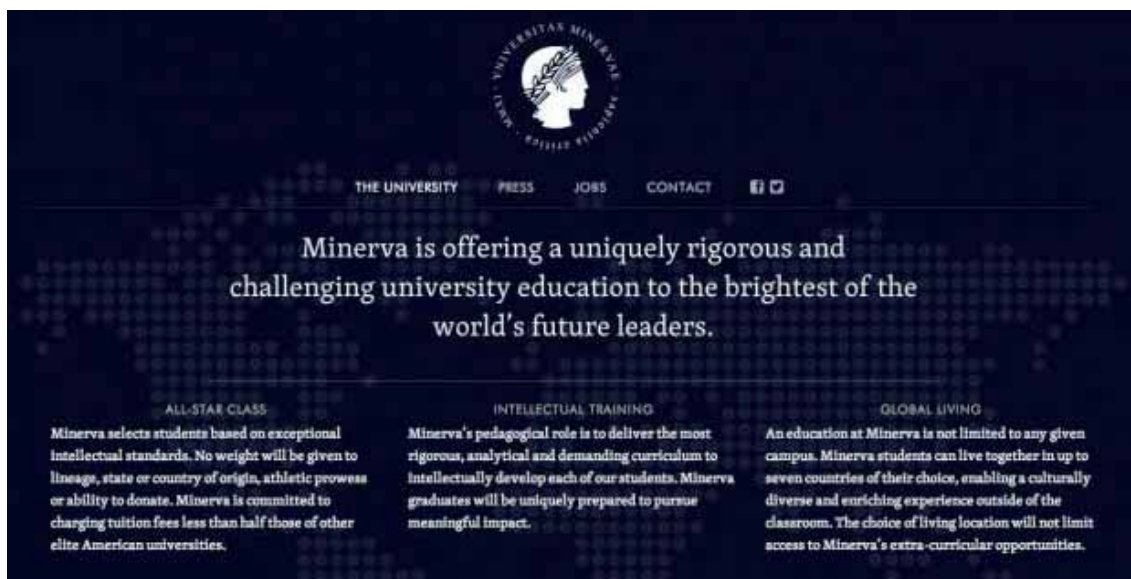 VNIVERSITAS MINERVAE · sapientia critica · MMXI ·
THE UNIVERSITY PRESS JOBS CONTACT
Minerva is offering a uniquely rigorous and
challenging university education to the brightest of the
world's future leaders.
ALL-STAR CLASS
Minerva selects students based on exceptional
intellectual standards. No weight will be given to
lineage, state or country of origin, athletic prowess
or ability to donate. Minerva is committed to
charging tuition fees less than half those of other
elite American universities.
INTELLECTUAL TRAINING
Minerva's pedagogical role is to deliver the most
rigorous, analytical and demanding curriculum to
intellectually develop each of our students. Minerva
graduates will be uniquely prepared to pursue
meaningful impact.
GLOBAL LIVING
An education at Minerva is not limited to any given
campus. Minerva students can live together in up to
seven countries of their choice, enabling a culturally
diverse and enriching experience outside of the
classroom. The choice of living location will not limit
access to Minerva's extra-curricular opportunities.